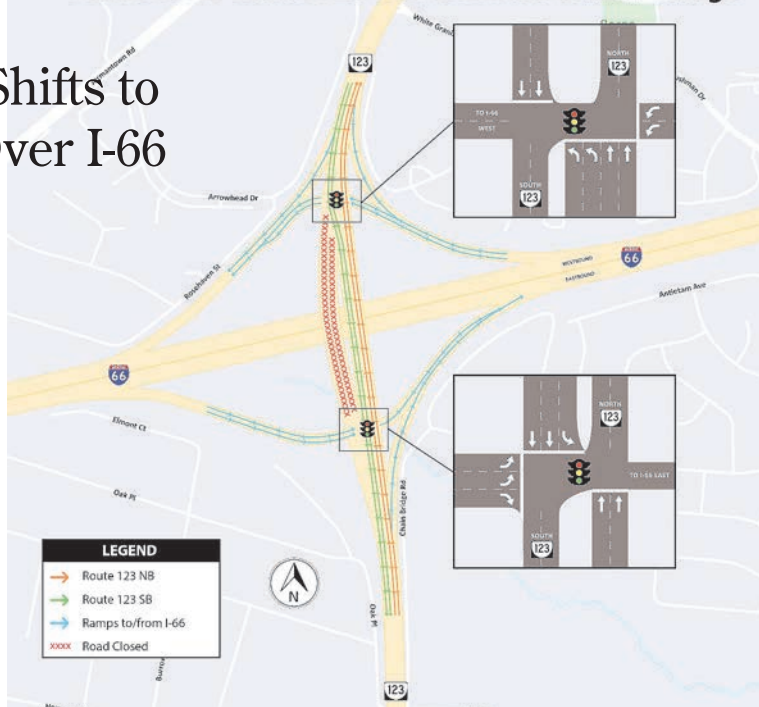 White
Shifts to
Over I-66
123
NORTH
123
TO I-66
WEST
SOUTH
123
Arrowhead Dr
Rosehaven St
WESTBOUND
EASTBOUND
66
Antietam Ave
66
Elmont Ct
NORTH
123
TO I-66 EAST
SOUTH
123
Oak Pl
Chain Bridge Rd
LEGEND
Route 123 NB
Route 123 SB
Ramps to/from I-66
XXXX Road Closed
N
Oak Pl
123